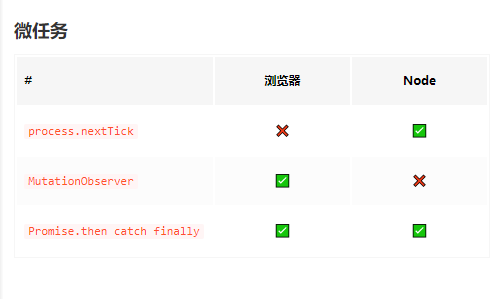 微任务
# 浏览器 Node
process.nextTick ❌ ✅
MutationObserver ✅ ❌
Promise.then catch finally ✅ ✅